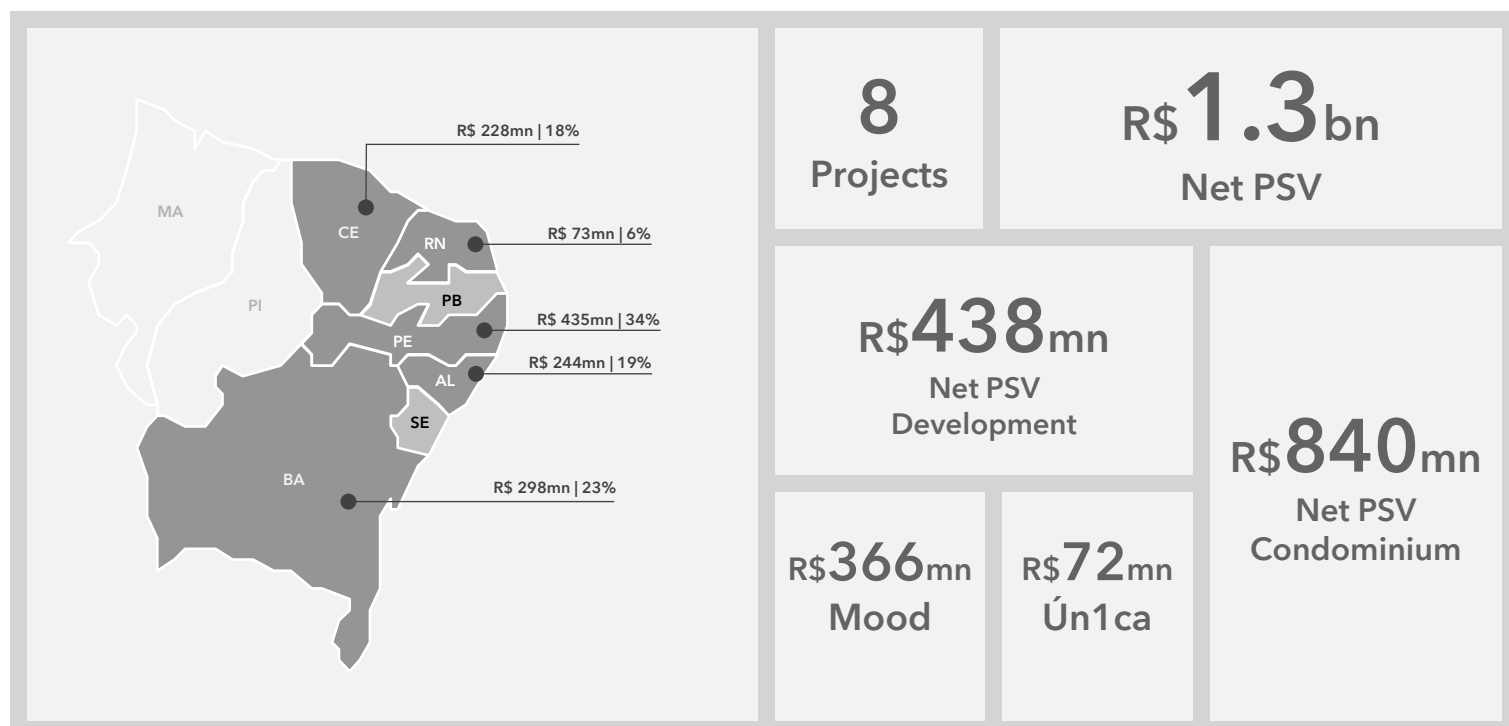 R$ 228mn | 18%
MA
CE
R$ 73mn | 6%
RN
PI
PB
R$ 435mn | 34%
PE
R$ 244mn | 19%
AL
SE
BA
R$ 298mn | 23%
8
Projects
R$1.3bn
Net PSV
R$438mn
Net PSV
Development
R$840mn
Net PSV
Condominium
R$366mn
Mood
R$72mn
Ún1ca